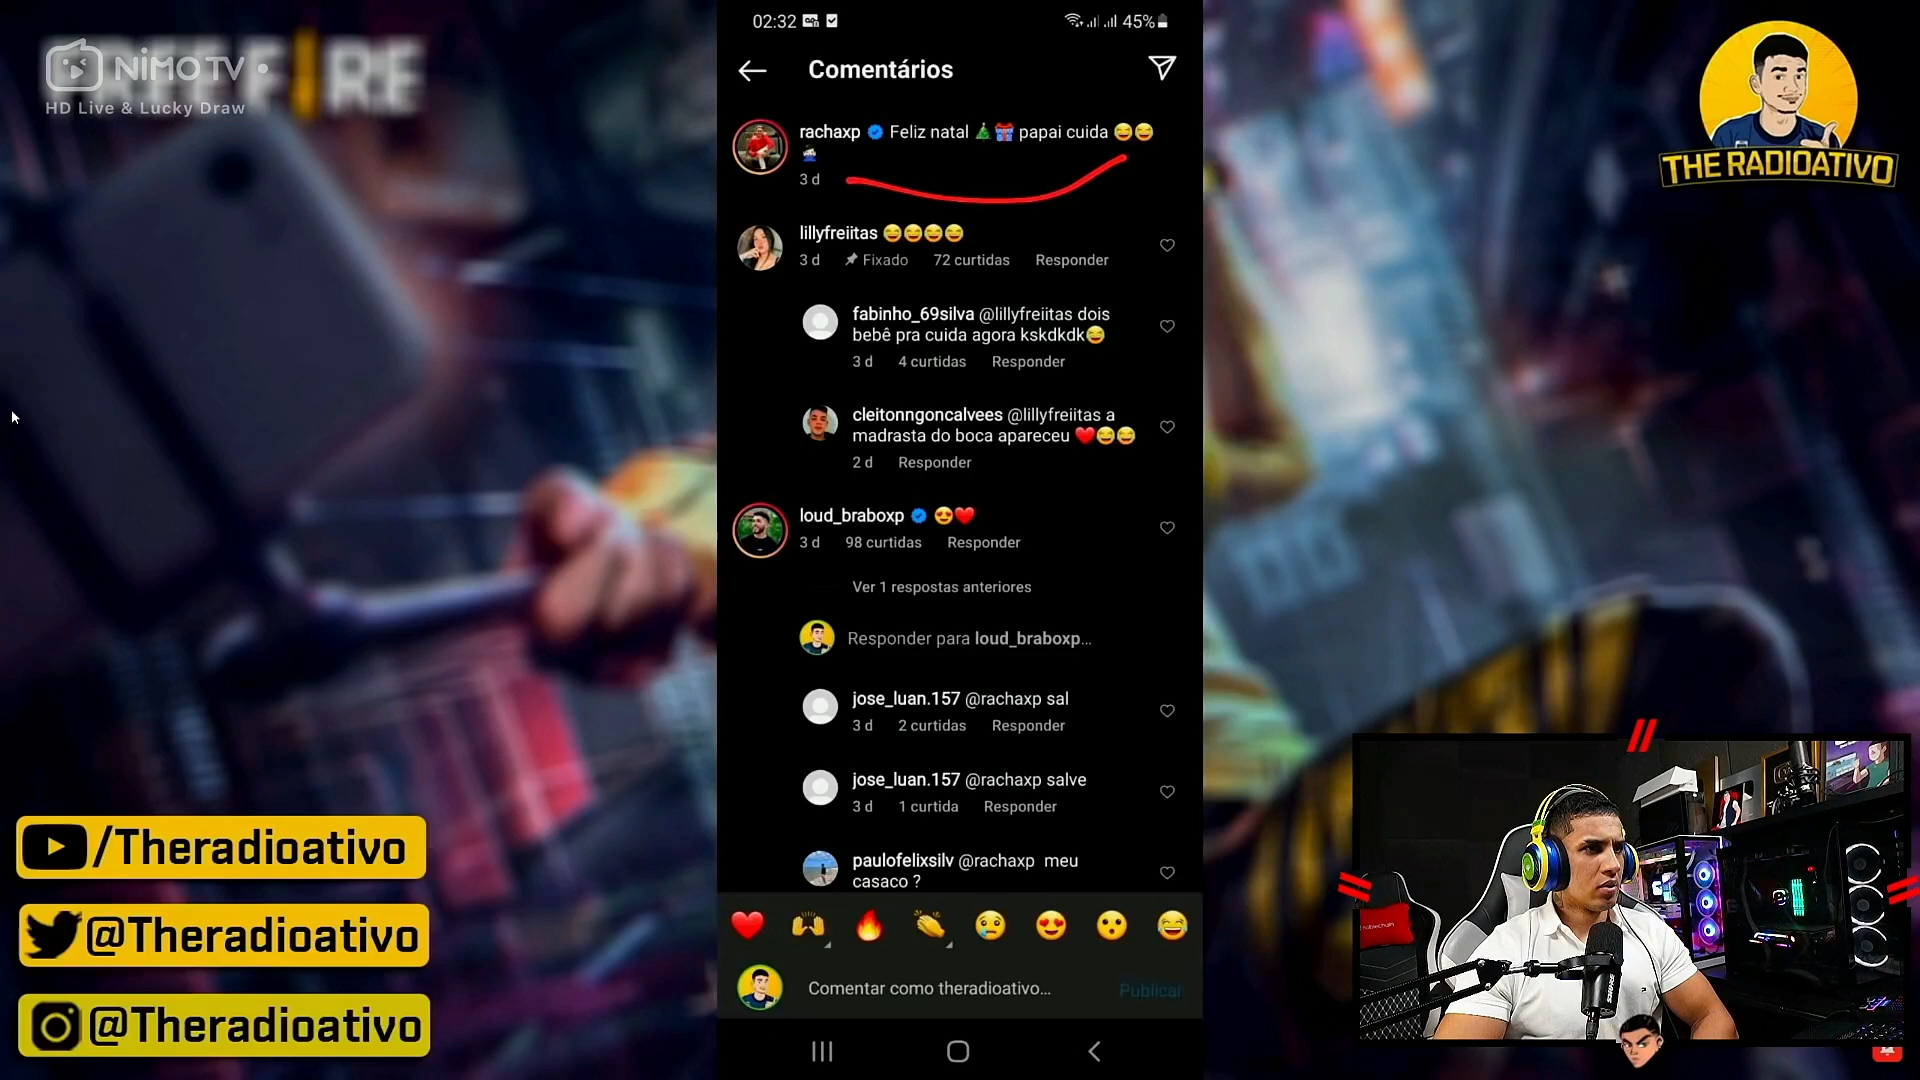 FREE FIRE
NiMO TV
HD Live & Lucky Draw
THE RADIOATIVO
02:32
45%
Comentários
rachaxp Feliz natal 🎄🎁 papai cuida 😂😂
3 d
lillyfreiitas 😂😂😂😂
3 d Fixado 72 curtidas Responder
fabinho_69silva @lillyfreiitas dois
bebê pra cuida agora kskdkdk😂
3 d 4 curtidas Responder
cleitonngoncalvees @lillyfreiitas a
madrasta do boca apareceu ❤️😂😂
2 d Responder
loud_braboxp 😍❤️
3 d 98 curtidas Responder
Ver 1 respostas anteriores
Responder para loud_braboxp...
jose_luan.157 @rachaxp sal
3 d 2 curtidas Responder
jose_luan.157 @rachaxp salve
3 d 1 curtida Responder
paulofelixsilv @rachaxp meu
casaco ?
❤️🙌🔥👏😢😍😮😂
Comentar como theradioativo... Publicar
/Theradioativo
@Theradioativo
@Theradioativo